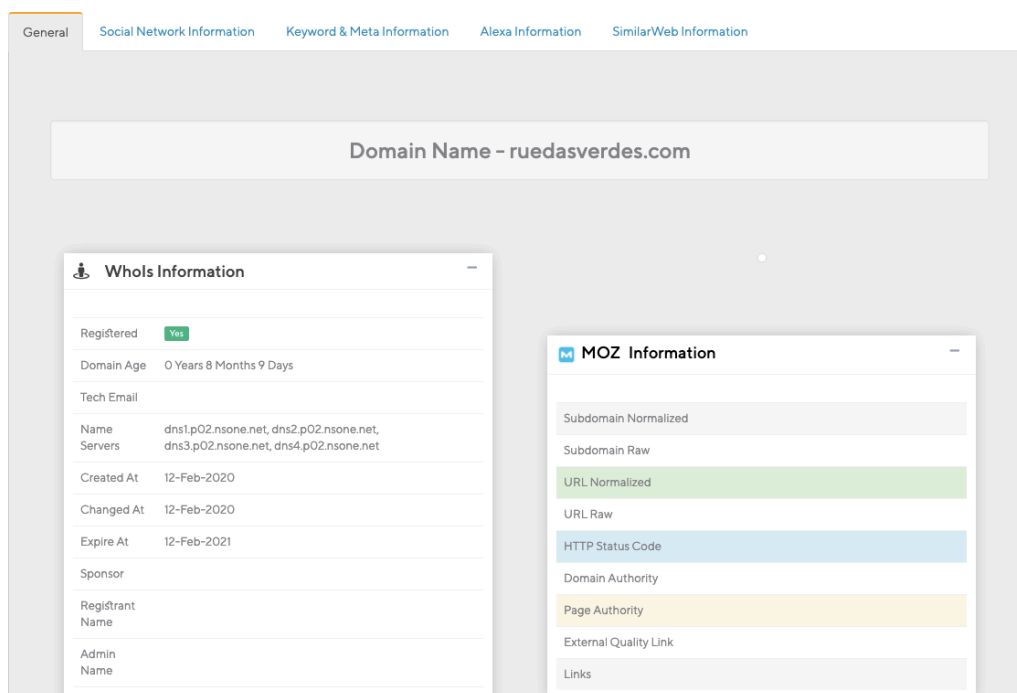 General Social Network Information Keyword & Meta Information Alexa Information SimilarWeb Information
Domain Name - ruedasverdes.com
WhoIs Information
Registered Yes
Domain Age 0 Years 8 Months 9 Days
Tech Email
Name Servers dns1.p02.nsone.net, dns2.p02.nsone.net,
dns3.p02.nsone.net, dns4.p02.nsone.net
Created At 12-Feb-2020
Changed At 12-Feb-2020
Expire At 12-Feb-2021
Sponsor
Registrant
Name
Admin
Name
MOZ Information
Subdomain Normalized
Subdomain Raw
URL Normalized
URL Raw
HTTP Status Code
Domain Authority
Page Authority
External Quality Link
Links